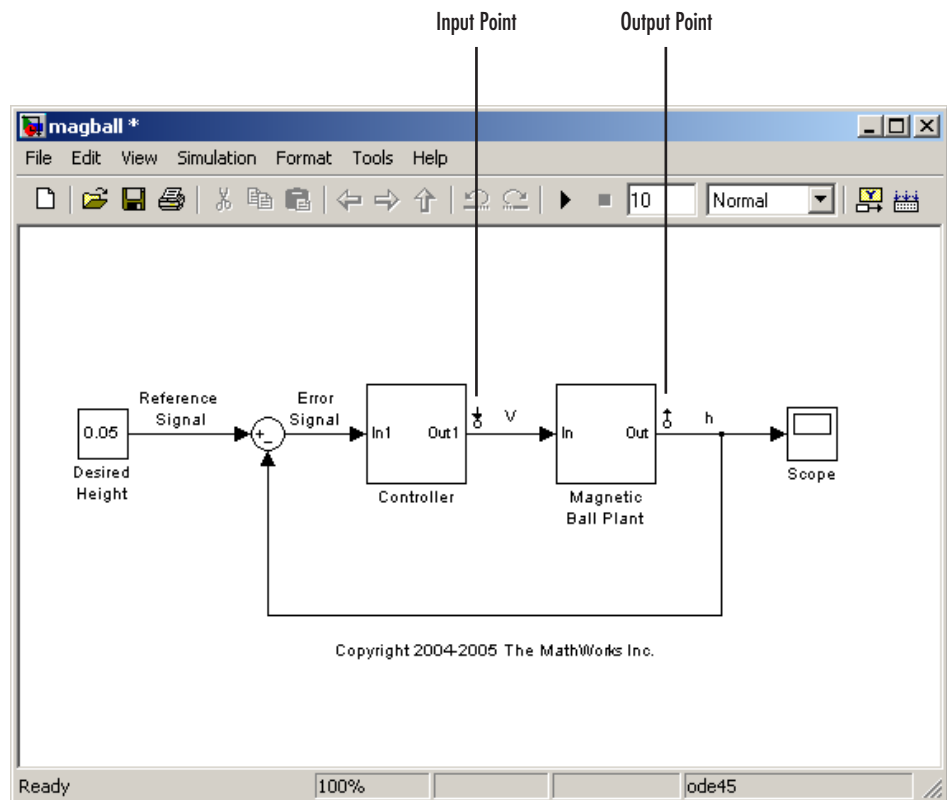 Input Point
Output Point
magball *
File Edit View Simulation Format Tools Help
10
Normal
Reference
Signal
Error
Signal
0.05
+
−
In1
Out1
V
In
Out
h
Desired
Height
Controller
Magnetic
Ball Plant
Scope
Copyright 2004-2005 The MathWorks Inc.
Ready
100%
ode45